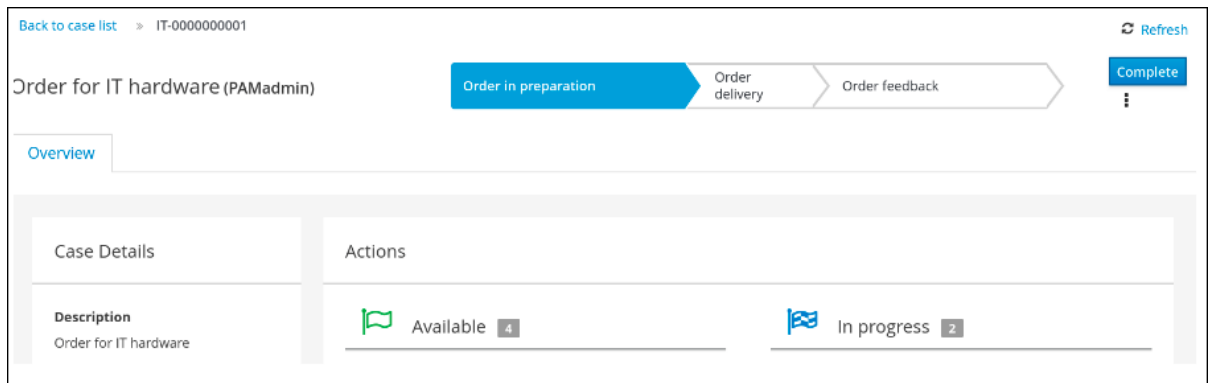 Back to case list » IT-0000000001
Refresh
Order for IT hardware (PAMadmin)
Order in preparation
Order
delivery
Order feedback
Complete
Overview
Case Details
Actions
Description
Order for IT hardware
Available 4
In progress 2